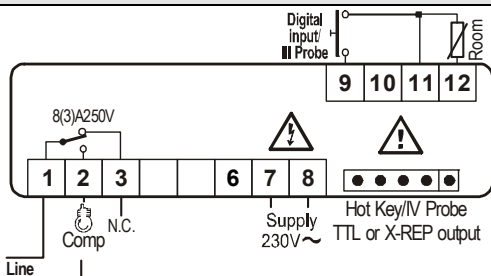 Digital
input/
III Probe
Room
9 10 11 12
8(3)A250V
1 2 3 6 7 8
Comp
N.C.
Supply
230V~
Hot Key/IV Probe
TTL or X-REP output
Line